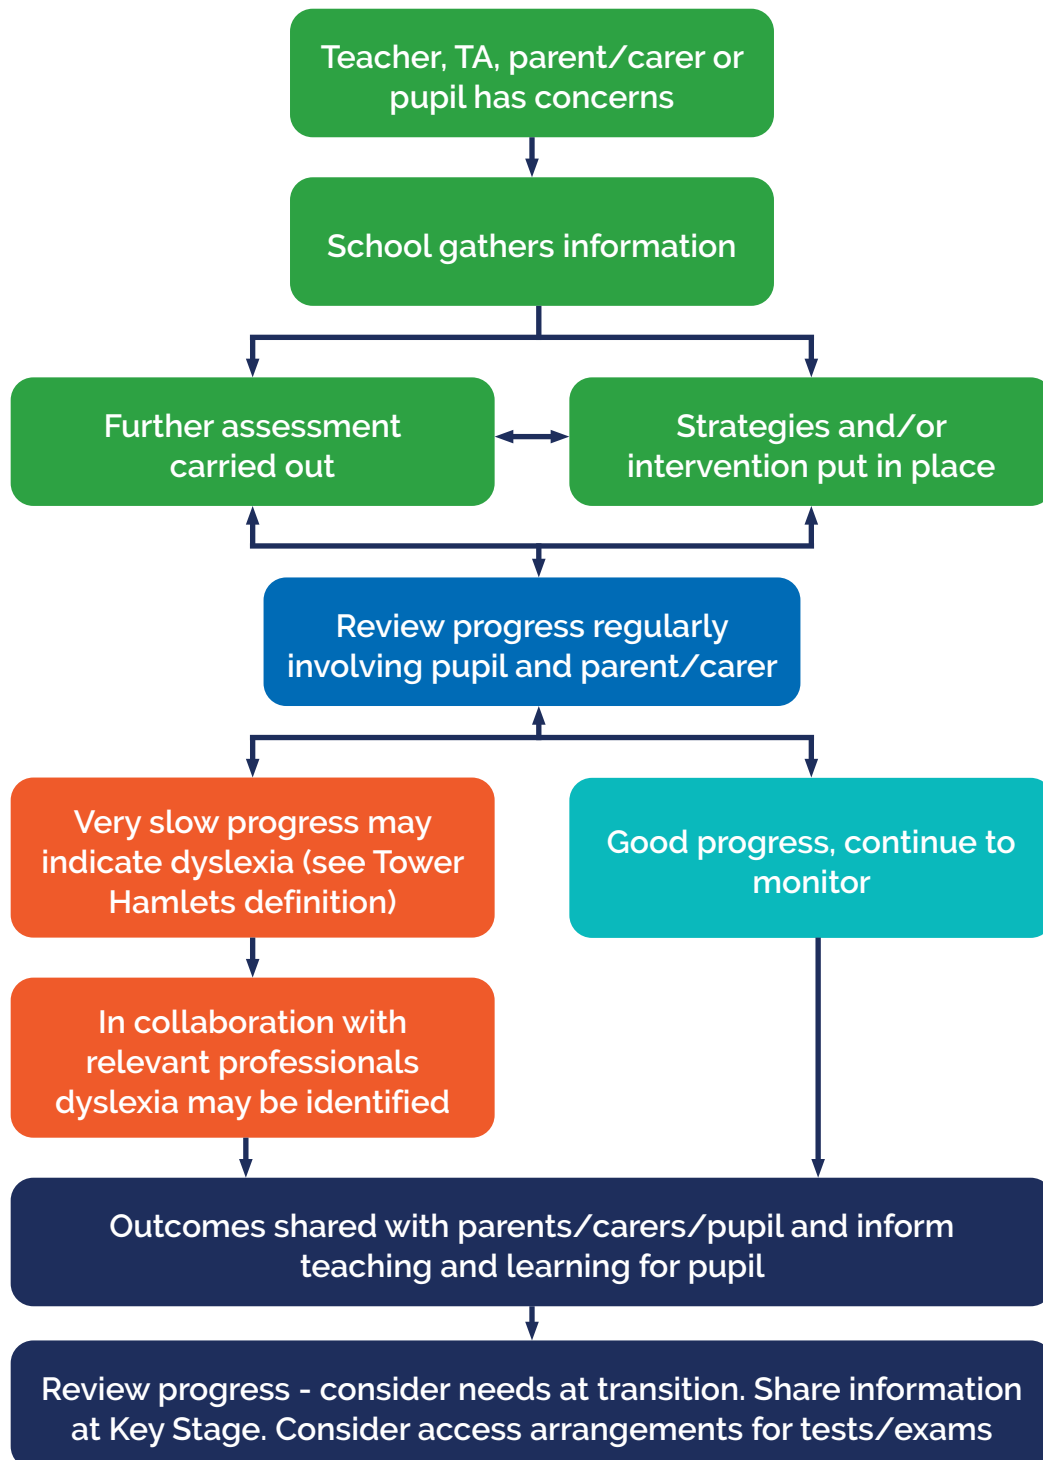 Teacher, TA, parent/carer or
pupil has concerns
School gathers information
Further assessment
carried out
Strategies and/or
intervention put in place
Review progress regularly
involving pupil and parent/carer
Very slow progress may
indicate dyslexia (see Tower
Hamlets definition)
Good progress, continue to
monitor
In collaboration with
relevant professionals
dyslexia may be identified
Outcomes shared with parents/carers/pupil and inform
teaching and learning for pupil
Review progress - consider needs at transition. Share information
at Key Stage. Consider access arrangements for tests/exams